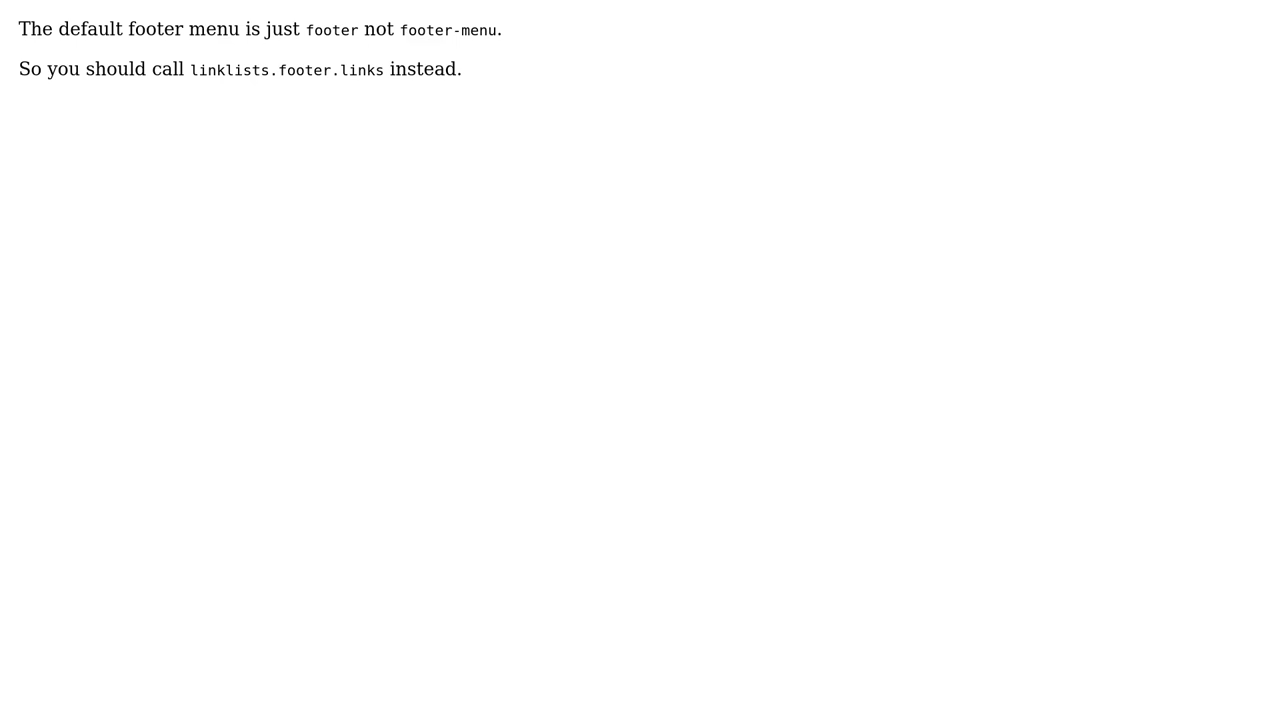 The default footer menu is just footer not footer-menu.
So you should call linklists.footer.links instead.